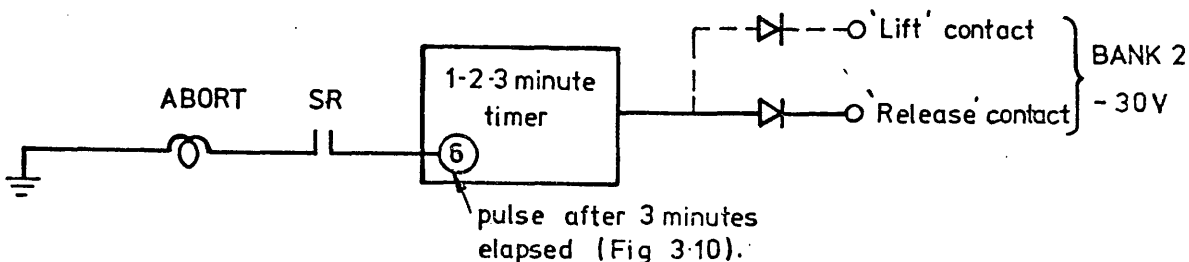 'Lift' contact
BANK 2
- 30V
'Release' contact
1-2-3 minute
timer
ABORT
SR
6
pulse after 3 minutes
elapsed (Fig 3·10).